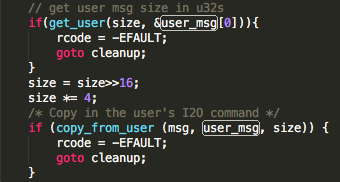 // get user msg size in u32s
if(get_user(size, &user_msg[0])){
rcode = -EFAULT;
goto cleanup;
}
size = size>>16;
size *= 4;
/* Copy in the user's I2O command */
if (copy_from_user (msg, user_msg, size)) {
rcode = -EFAULT;
goto cleanup;
}